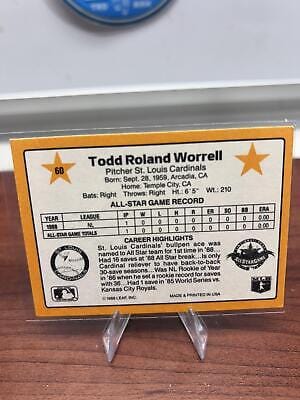 60
Todd Roland Worrell
Pitcher St. Louis Cardinals
Born: Sept. 28, 1959, Arcadia, CA
Home: Temple City, CA
Bats: Right Throws: Right Ht.: 6' 5" Wt.: 210
ALL-STAR GAME RECORD
YEAR LEAGUE IP W L H R ER SO BB ERA
1988 NL 1 0 0 0 0 0 0 0 0.00
ALL-STAR GAME TOTALS 1 0 0 0 0 0 0 0 0.00
CAREER HIGHLIGHTS
St. Louis Cardinals' bullpen ace was
named to All-Star team for 1st time in '88...
Had 16 saves at '88 All Star break...Is only
Cardinal reliever to have back-to-back
30-save seasons...Was NL Rookie of Year
in '86 when he set a rookie record for saves
with 36...Had 1 save in '85 World Series vs.
Kansas City Royals.
© 1988 LEAF, INC. MADE & PRINTED IN USA
ALL STAR GAME